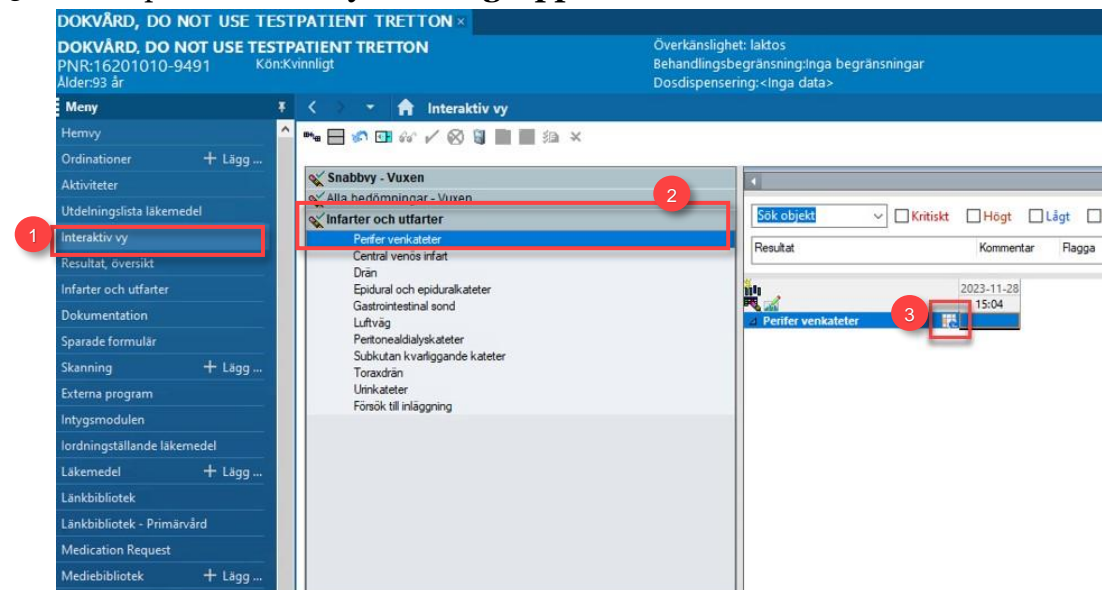 DOKVÅRD, DO NOT USE TESTPATIENT TRETTON ×
DOKVÅRD, DO NOT USE TESTPATIENT TRETTON
PNR:16201010-9491 Kön:Kvinnligt
Ålder:93 år
Överkänslighet: laktos
Behandlingsbegränsning:Inga begränsningar
Dosdispensering:<Inga data>
Meny
Interaktiv vy
Hemvy
Ordinationer + Lägg ...
Aktiviteter
Utdelningslista läkemedel
1
Interaktiv vy
Resultat, översikt
Infarter och utfarter
Dokumentation
Sparade formulär
Skanning + Lägg ...
Externa program
Intygsmodulen
Iordningställande läkemedel
Läkemedel + Lägg ...
Länkbibliotek
Länkbibliotek - Primärvård
Medication Request
Mediebibliotek + Lägg ...
Snabbvy - Vuxen
Alla bedömningar - Vuxen
2
Infarter och utfarter
Perifer venkateter
Central venös infart
Drän
Epidural och epiduralkateter
Gastrointestinal sond
Luftväg
Peritonealdialyskateter
Subkutan kvarliggande kateter
Toraxdrän
Urinkateter
Försök till inläggning
Sök objekt Kritiskt Högt Lågt
Resultat Kommentar Flagga
2023-11-28
15:04
3
Perifer venkateter